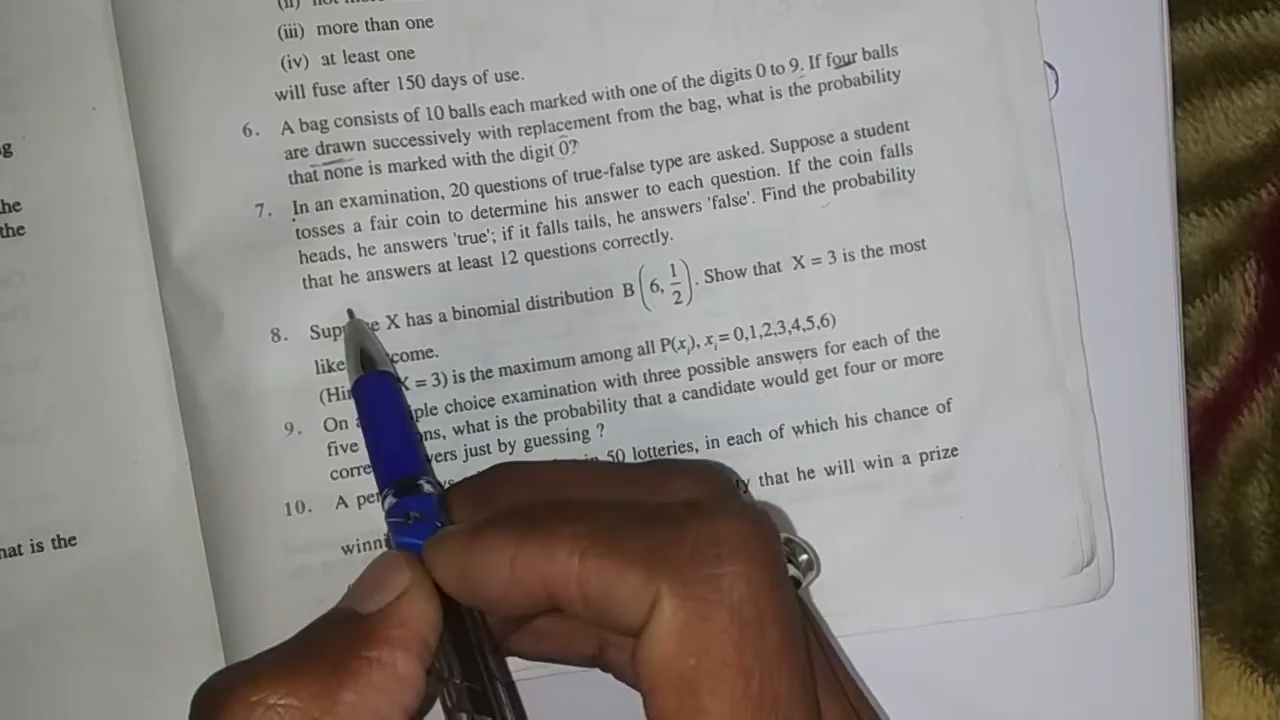 g
he
the
hat is the
(iii) more than one
(iv) at least one
will fuse after 150 days of use.
6. A bag consists of 10 balls each marked with one of the digits 0 to 9. If four balls
are drawn successively with replacement from the bag, what is the probability
that none is marked with the digit 0?
7. In an examination, 20 questions of true-false type are asked. Suppose a student
tosses a fair coin to determine his answer to each question. If the coin falls
heads, he answers 'true'; if it falls tails, he answers 'false'. Find the probability
that he answers at least 12 questions correctly.
8. Sup e X has a binomial distribution B(6, 1/2). Show that X = 3 is the most
like come.
(Hi X = 3) is the maximum among all P(xᵢ), xᵢ = 0,1,2,3,4,5,6)
9. On a iple choice examination with three possible answers for each of the
five ns, what is the probability that a candidate would get four or more
corre vers just by guessing ?
10. A per 50 lotteries, in each of which his chance of
winni that he will win a prize